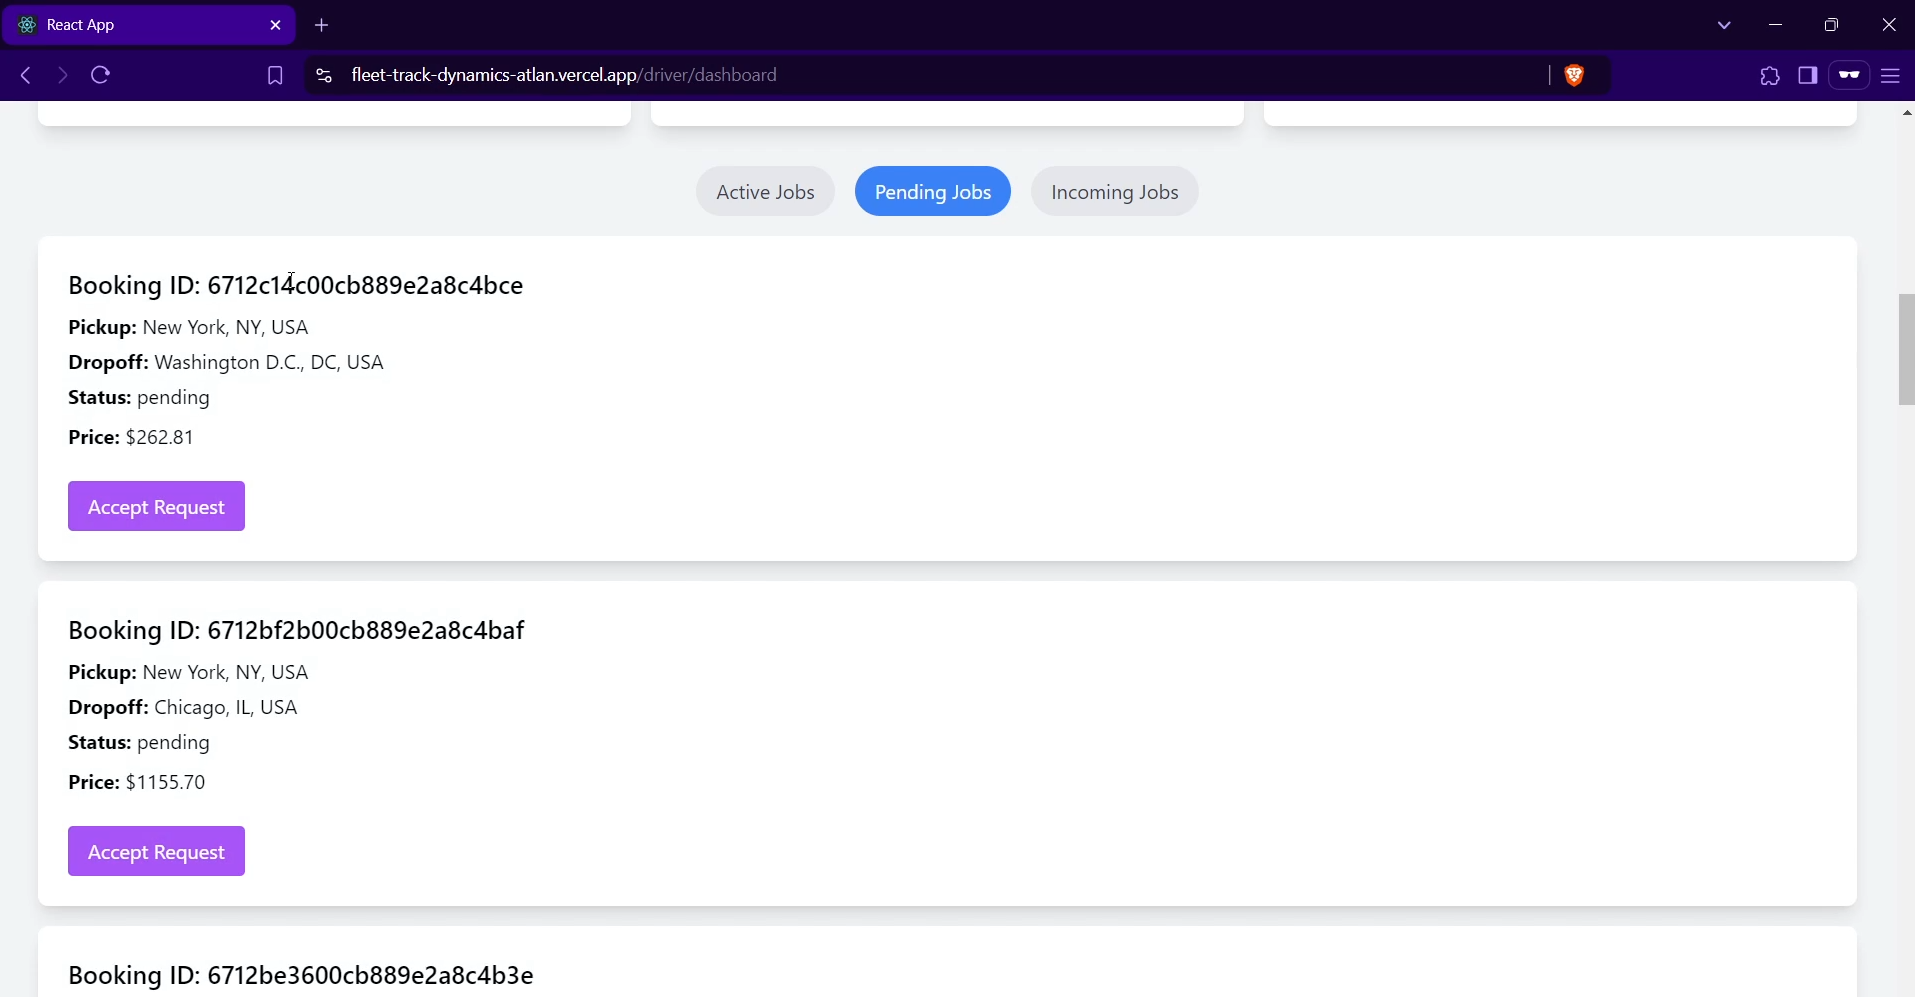 React App
fleet-track-dynamics-atlan.vercel.app/driver/dashboard
Active Jobs
Pending Jobs
Incoming Jobs
Booking ID: 6712c14c00cb889e2a8c4bce
Pickup: New York, NY, USA
Dropoff: Washington D.C., DC, USA
Status: pending
Price: $262.81
Accept Request
Booking ID: 6712bf2b00cb889e2a8c4baf
Pickup: New York, NY, USA
Dropoff: Chicago, IL, USA
Status: pending
Price: $1155.70
Accept Request
Booking ID: 6712be3600cb889e2a8c4b3e